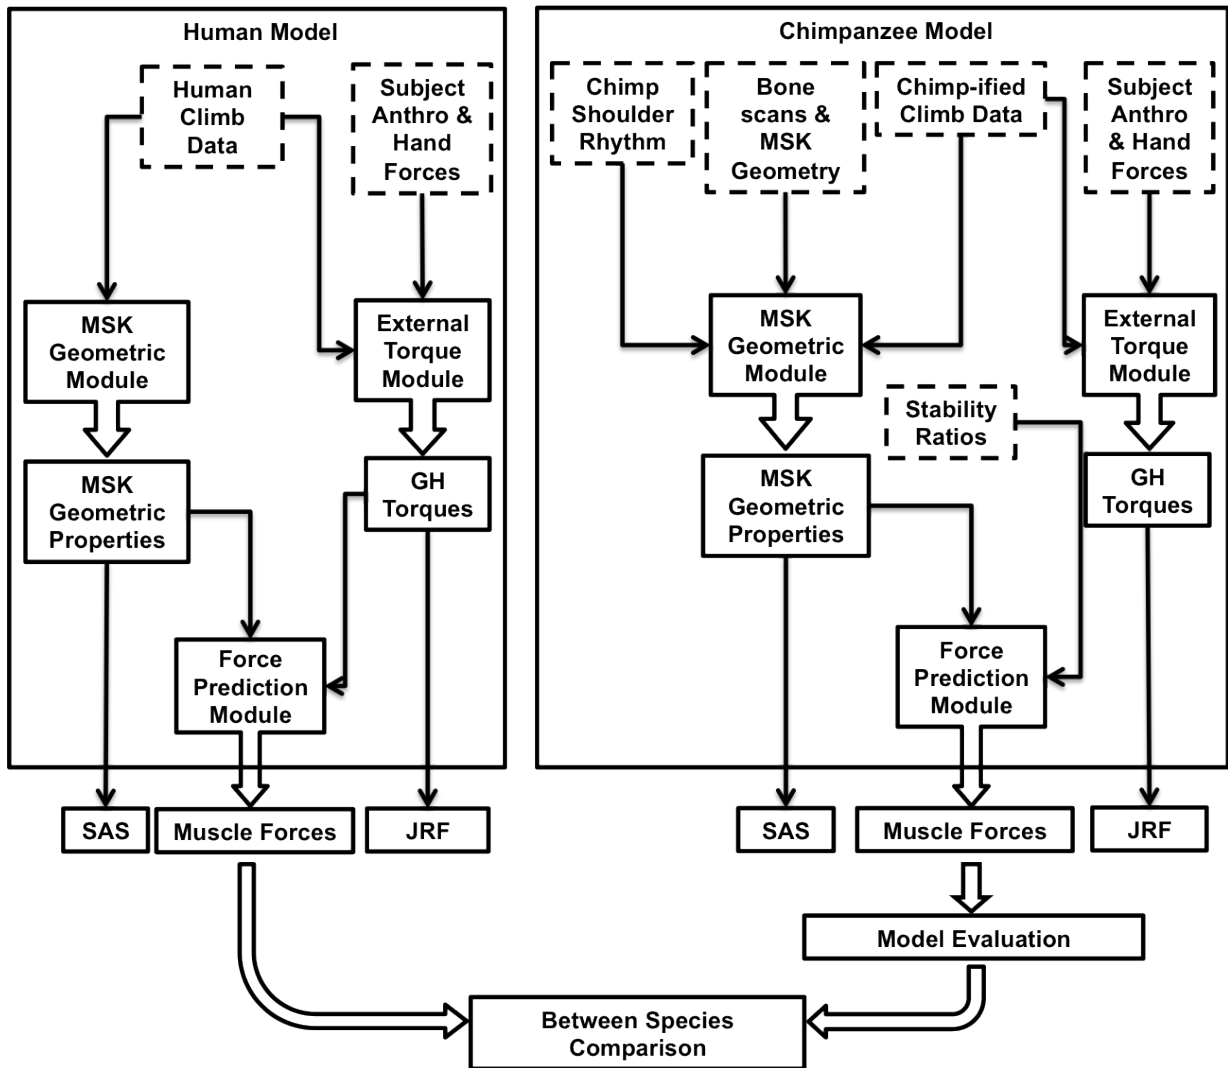 Human Model
Human
Climb
Data
Subject
Anthro &
Hand
Forces
MSK
Geometric
Module
External
Torque
Module
MSK
Geometric
Properties
GH
Torques
Force
Prediction
Module
SAS
Muscle Forces
JRF
Chimpanzee Model
Chimp
Shoulder
Rhythm
Bone
scans &
MSK
Geometry
Chimp-ified
Climb Data
Subject
Anthro
& Hand
Forces
MSK
Geometric
Module
External
Torque
Module
Stability
Ratios
MSK
Geometric
Properties
GH
Torques
Force
Prediction
Module
SAS
Muscle Forces
JRF
Model Evaluation
Between Species
Comparison